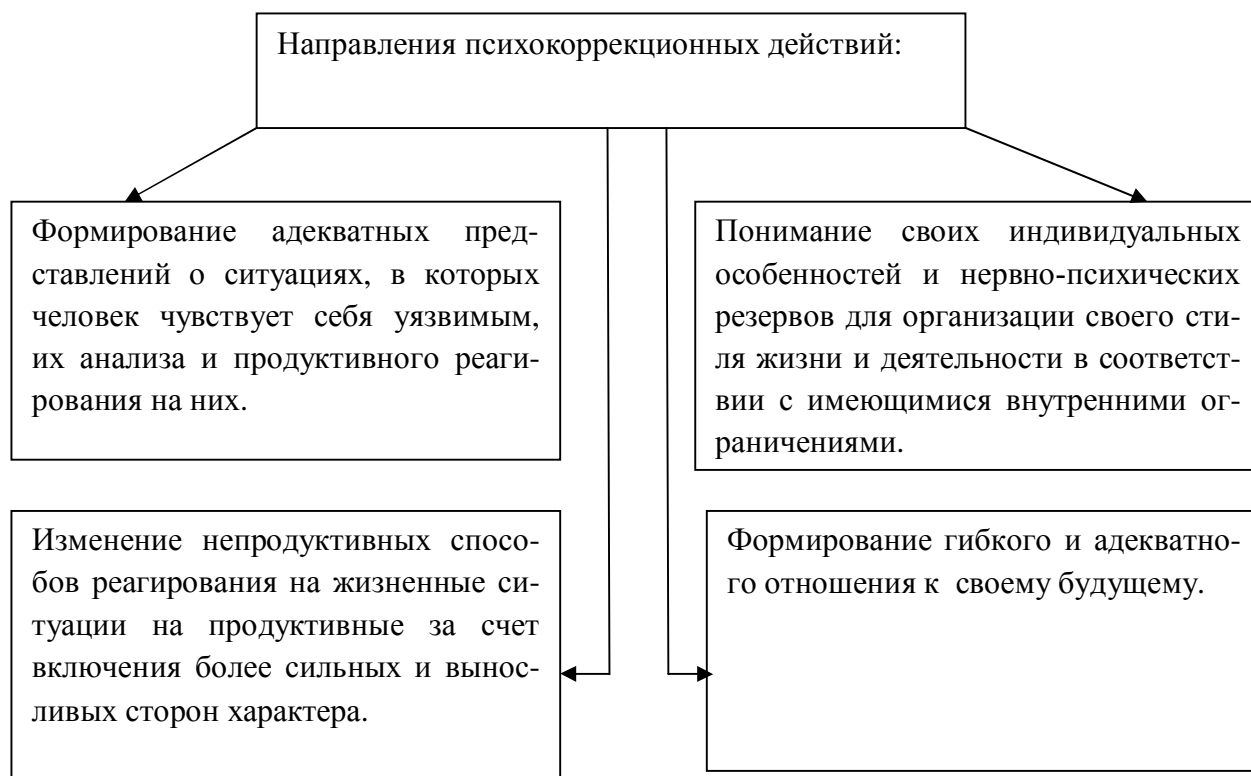 Направления психокоррекционных действий:
Формирование адекватных пред-
ставлений о ситуациях, в которых
человек чувствует себя уязвимым,
их анализа и продуктивного реаги-
рования на них.
Понимание своих индивидуальных
особенностей и нервно-психических
резервов для организации своего сти-
ля жизни и деятельности в соответст-
вии с имеющимися внутренними ог-
раничениями.
Изменение непродуктивных спосо-
бов реагирования на жизненные си-
туации на продуктивные за счет
включения более сильных и вынос-
ливых сторон характера.
Формирование гибкого и адекватно-
го отношения к своему будущему.